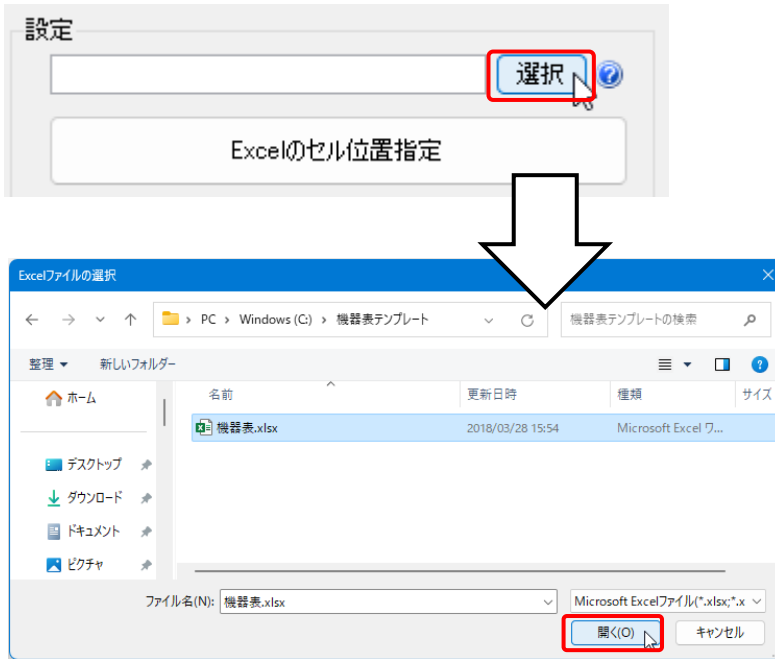 設定
選択
Excelのセル位置指定
Excelファイルの選択
PC › Windows (C:) › 機器表テンプレート
機器表テンプレートの検索
整理 新しいフォルダー
ホーム
名前 更新日時 種類 サイズ
機器表.xlsx 2018/03/28 15:54 Microsoft Excel ワ...
デスクトップ
ダウンロード
ドキュメント
ピクチャ
ファイル名(N): 機器表.xlsx Microsoft Excelファイル(*.xlsx;*.x
開く(O) キャンセル